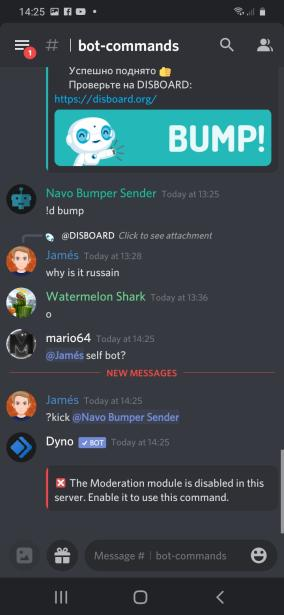 14:25
1
# | bot-commands
Успешно поднято 👍
Проверьте на DISBOARD:
https://disboard.org/
BUMP!
Navo Bumper Sender Today at 13:25
!d bump
@DISBOARD Click to see attachment
Jamés Today at 13:28
why is it russain
Watermelon Shark Today at 13:36
o
mario64 Today at 14:25
@Jamés self bot?
NEW MESSAGES
Jamés Today at 14:25
?kick @Navo Bumper Sender
Dyno ✓ BOT Today at 14:25
❌ The Moderation module is disabled in this
server. Enable it to use this command.
Message # | bot-commands